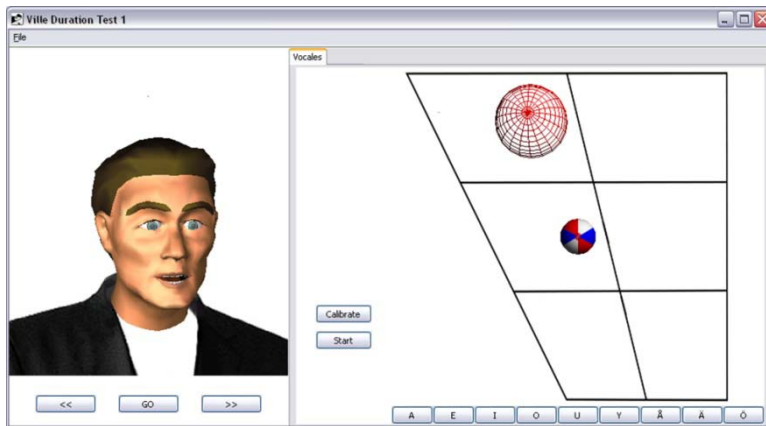 Ville Duration Test 1
File
Vocales
Calibrate
Start
<< GO >>
A E I O U Y Å Ä Ö